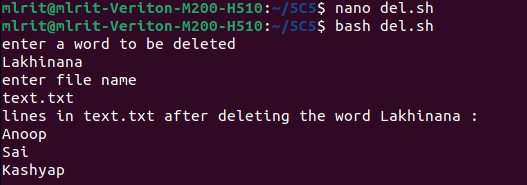 mlrit@mlrit-Veriton-M200-H510:~/5C5$ nano del.sh
mlrit@mlrit-Veriton-M200-H510:~/5C5$ bash del.sh
enter a word to be deleted
Lakhinana
enter file name
text.txt
lines in text.txt after deleting the word Lakhinana :
Anoop
Sai
Kashyap